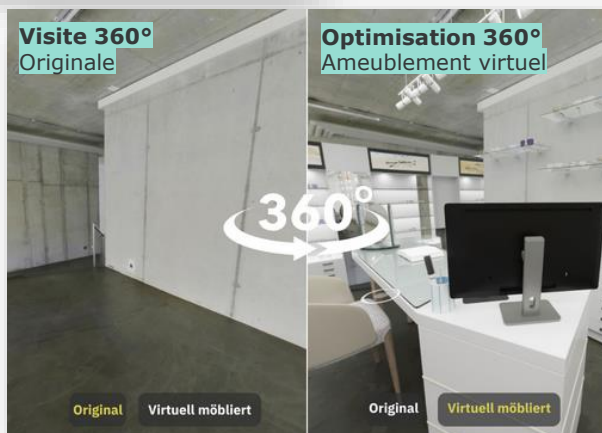 Visite 360°
Originale
Optimisation 360°
Ameublement virtuel
360°
Original
Virtuell möbliert
Original
Virtuell möbliert